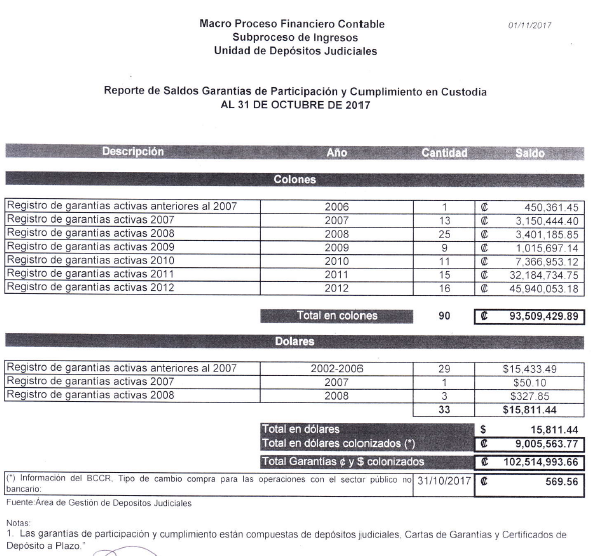 Macro Proceso Financiero Contable
01/11/2017
Subproceso de Ingresos
Unidad de Depósitos Judiciales
Reporte de Saldos Garantías de Participación y Cumplimiento en Custodia
AL 31 DE OCTUBRE DE 2017
Descripción Año Cantidad Saldo
Colones
Registro de garantías activas anteriores al 2007 2006 1 ₡ 450,361.45
Registro de garantías activas 2007 2007 13 ₡ 3,150,444.40
Registro de garantías activas 2008 2008 25 ₡ 3,401,185.85
Registro de garantías activas 2009 2009 9 ₡ 1,015,697.14
Registro de garantías activas 2010 2010 11 ₡ 7,366,953.12
Registro de garantías activas 2011 2011 15 ₡ 32,184,734.75
Registro de garantías activas 2012 2012 16 ₡ 45,940,053.18
Total en colones 90 ₡ 93,509,429.89
Dolares
Registro de garantías activas anteriores al 2007 2002-2006 29 $15.433.49
Registro de garantías activas 2007 2007 1 $50.10
Registro de garantías activas 2008 2008 3 $327.85
33 $15,811.44
Total en dólares $ 15,811.44
Total en dólares colonizados (*) ₡ 9,005,563.77
Total Garantías ¢ y $ colonizados ₡ 102,514,993.66
(*) Información del BCCR, Tipo de cambio compra para las operaciones con el sector público no 31/10/2017 ₡ 569.56
bancario:
Fuente:Área de Gestión de Depositos Judiciales
Notas:
1. Las garantías de participación y cumplimiento están compuestas de depósitos judiciales, Cartas de Garantías y Certificados de
Depósito a Plazo."